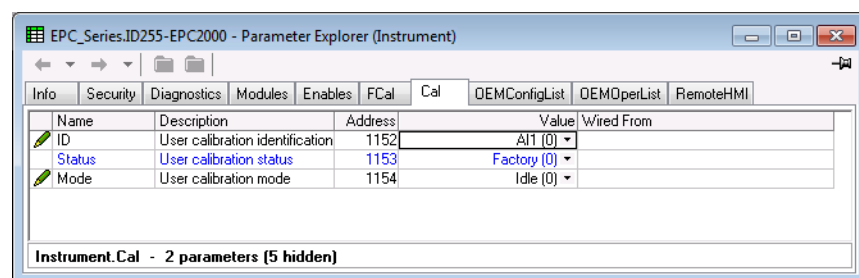 EPC_Series.ID255-EPC2000 - Parameter Explorer (Instrument)
Info Security Diagnostics Modules Enables FCal Cal OEMConfigList OEMOperList RemoteHMI
Name Description Address Value Wired From
ID User calibration identification 1152 AI1 (0)
Status User calibration status 1153 Factory (0)
Mode User calibration mode 1154 Idle (0)
Instrument.Cal - 2 parameters (5 hidden)